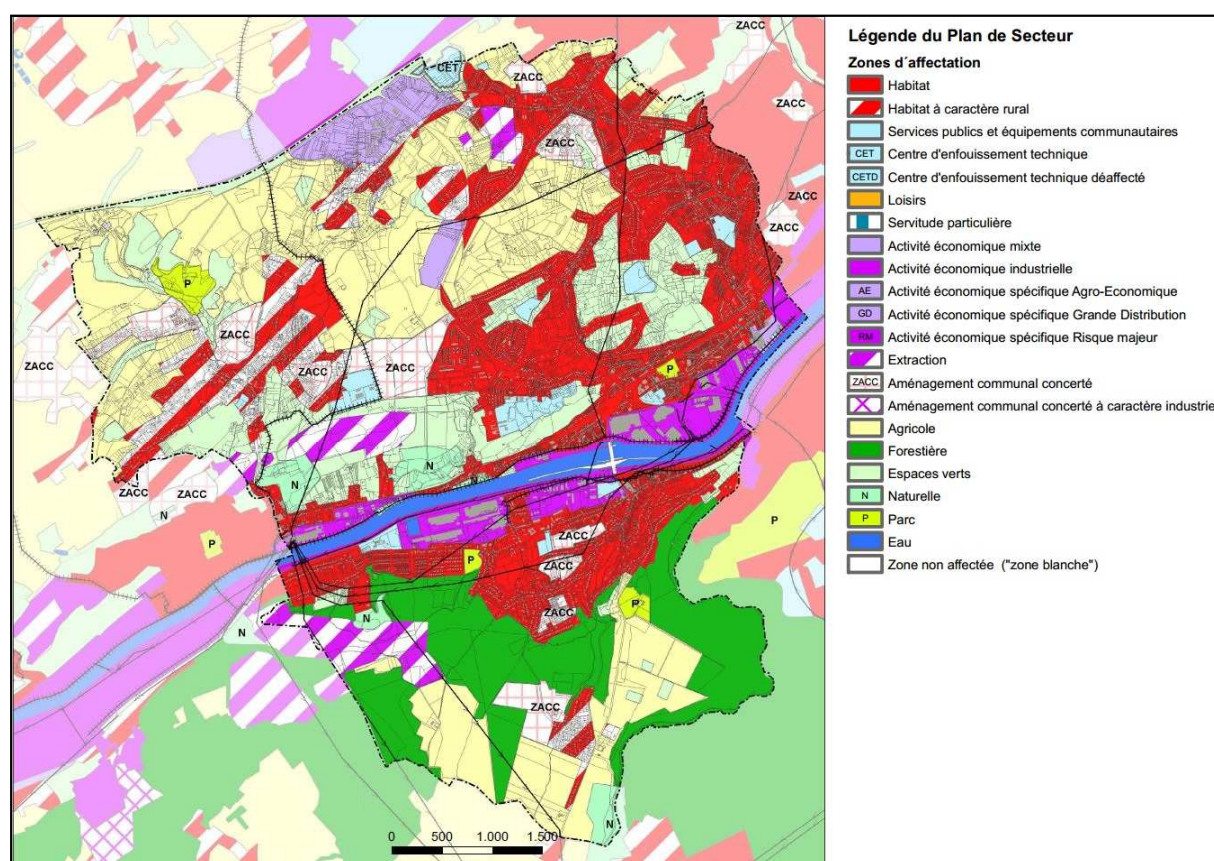 Légende du Plan de Secteur
Zones d´affectation
Habitat
Habitat à caractère rural
Services publics et équipements communautaires
CET Centre d'enfouissement technique
CETD Centre d'enfouissement technique déaffecté
Loisirs
Servitude particulière
Activité économique mixte
Activité économique industrielle
AE Activité économique spécifique Agro-Economique
GD Activité économique spécifique Grande Distribution
RM Activité économique spécifique Risque majeur
Extraction
ZACC Aménagement communal concerté
Aménagement communal concerté à caractère industrie
Agricole
Forestière
Espaces verts
N Naturelle
P Parc
Eau
Zone non affectée ("zone blanche")
ZACC
CET
ZACC
ZACC
ZACC
ZACC
ZACC
P
ZACC
ZACC
ZACC
ZACC
P
ZACC
ZACC
N
N
N
N
P
P
ZACC
P
ZACC
ZACC
P
N
N
ZACC
N
0 500 1.000 1.500